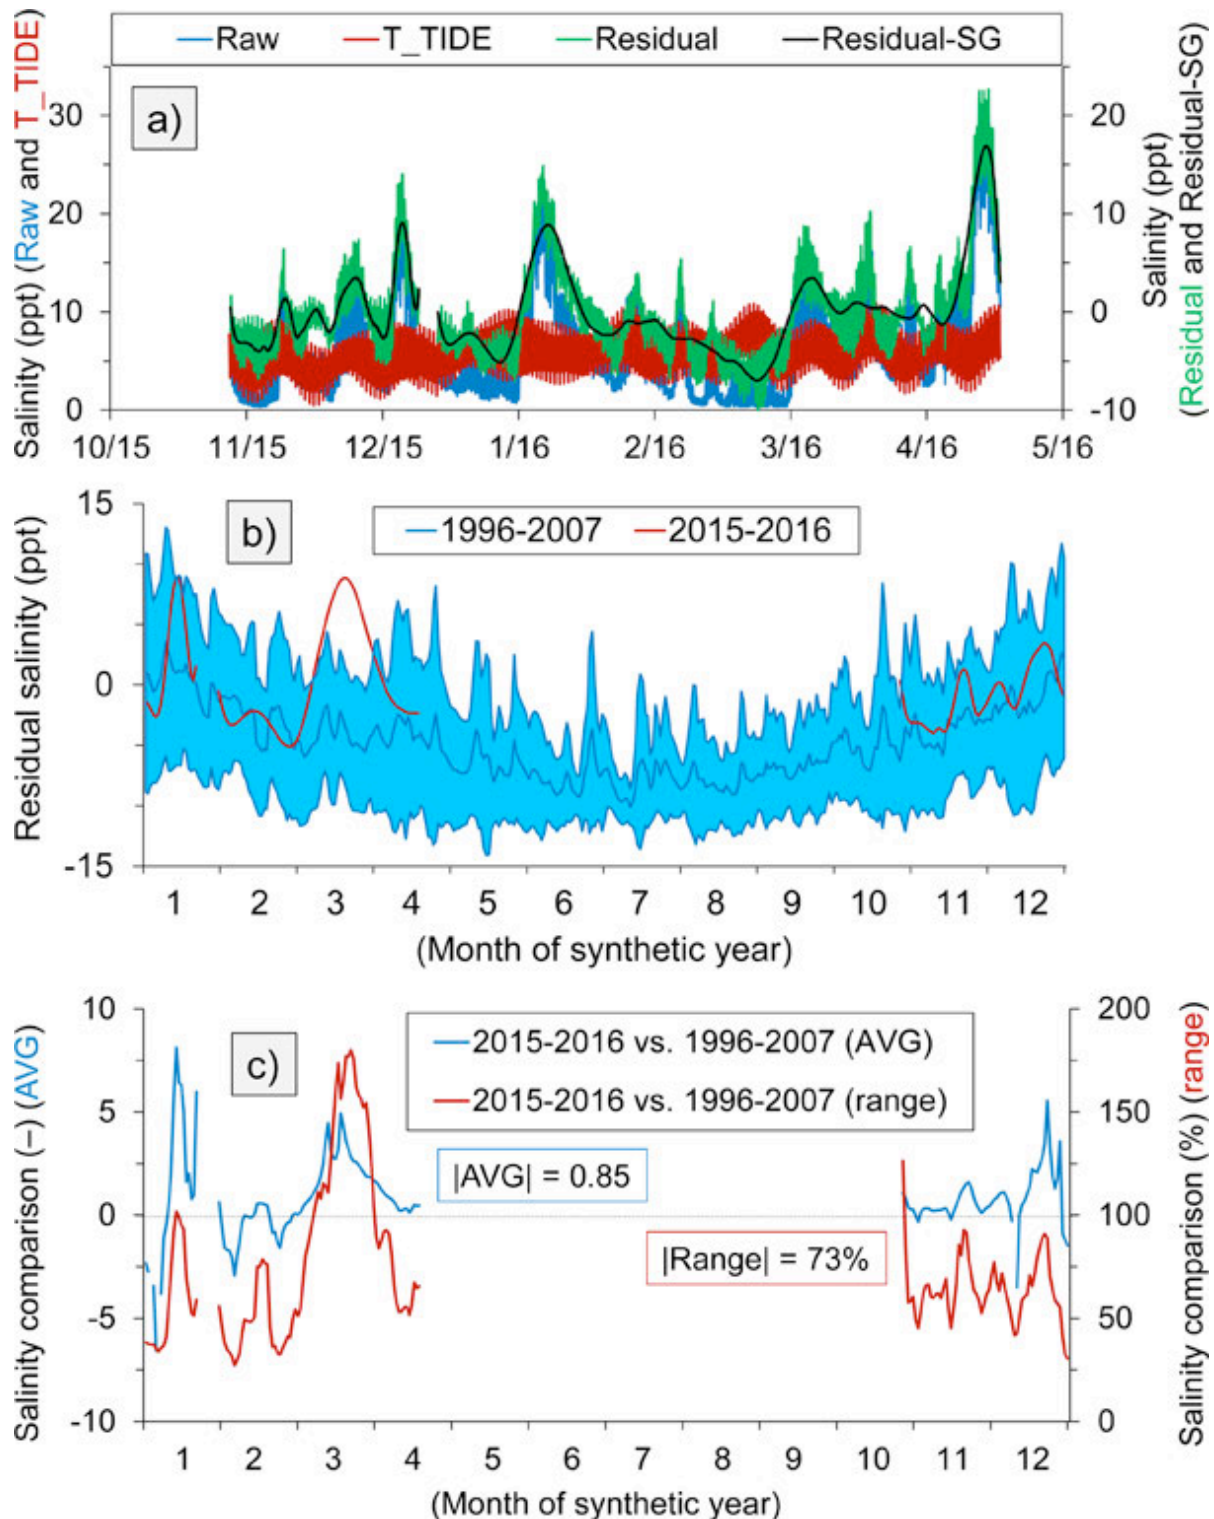 Raw T_TIDE Residual Residual-SG
a)
Salinity (ppt) (Raw and T_TIDE)
30
20
10
0
20
10
0
-10
Salinity (ppt)
(Residual and Residual-SG)
10/15 11/15 12/15 1/16 2/16 3/16 4/16 5/16
b)
1996-2007 2015-2016
Residual salinity (ppt)
15
0
-15
1 2 3 4 5 6 7 8 9 10 11 12
(Month of synthetic year)
c)
2015-2016 vs. 1996-2007 (AVG)
2015-2016 vs. 1996-2007 (range)
|AVG| = 0.85
|Range| = 73%
Salinity comparison (–) (AVG)
10
5
0
-5
-10
200
150
100
50
0
Salinity comparison (%) (range)
1 2 3 4 5 6 7 8 9 10 11 12
(Month of synthetic year)